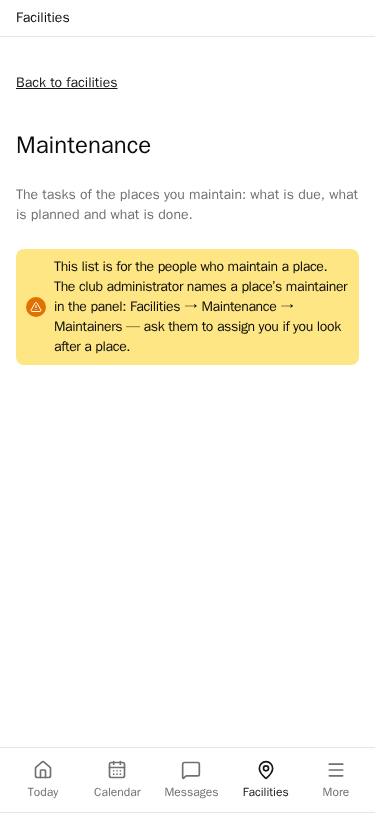 Facilities
Back to facilities
Maintenance
The tasks of the places you maintain: what is due, what
is planned and what is done.
This list is for the people who maintain a place.
The club administrator names a place's maintainer
in the panel: Facilities → Maintenance →
Maintainers — ask them to assign you if you look
after a place.
Today
Calendar
Messages
Facilities
More